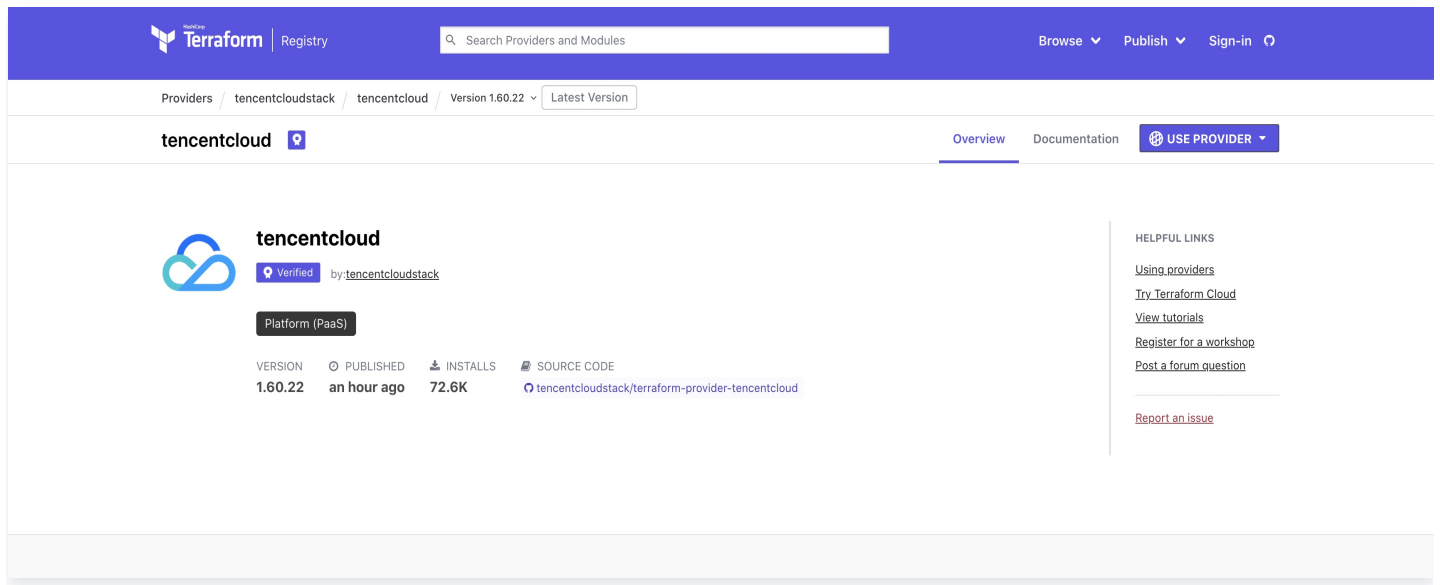 HashiCorp
Terraform Registry Search Providers and Modules Browse Publish Sign-in
Providers / tencentcloudstack / tencentcloud / Version 1.60.22 Latest Version
tencentcloud Overview Documentation USE PROVIDER
tencentcloud
Verified by:tencentcloudstack
Platform (PaaS)
VERSION PUBLISHED INSTALLS SOURCE CODE
1.60.22 an hour ago 72.6K tencentcloudstack/terraform-provider-tencentcloud
HELPFUL LINKS
Using providers
Try Terraform Cloud
View tutorials
Register for a workshop
Post a forum question
Report an issue